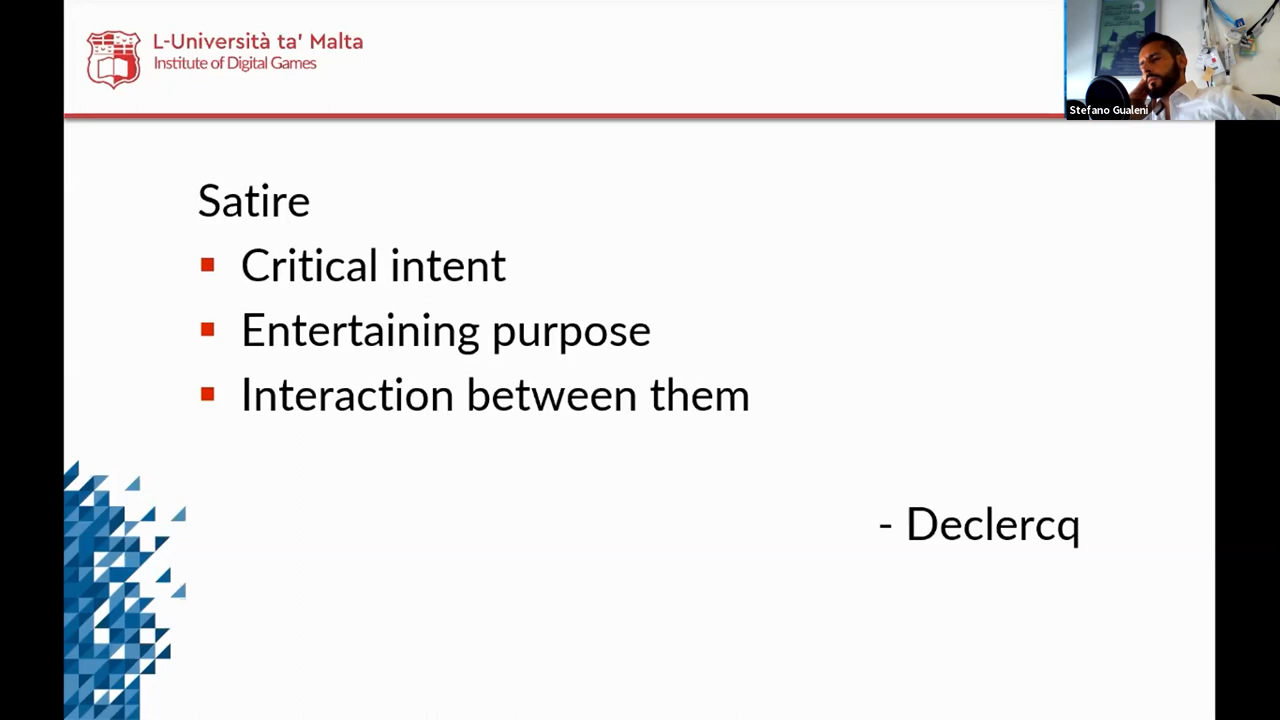 L-Università ta' Malta
Institute of Digital Games
Stefano Gualeni
Satire
Critical intent
Entertaining purpose
Interaction between them
- Declercq